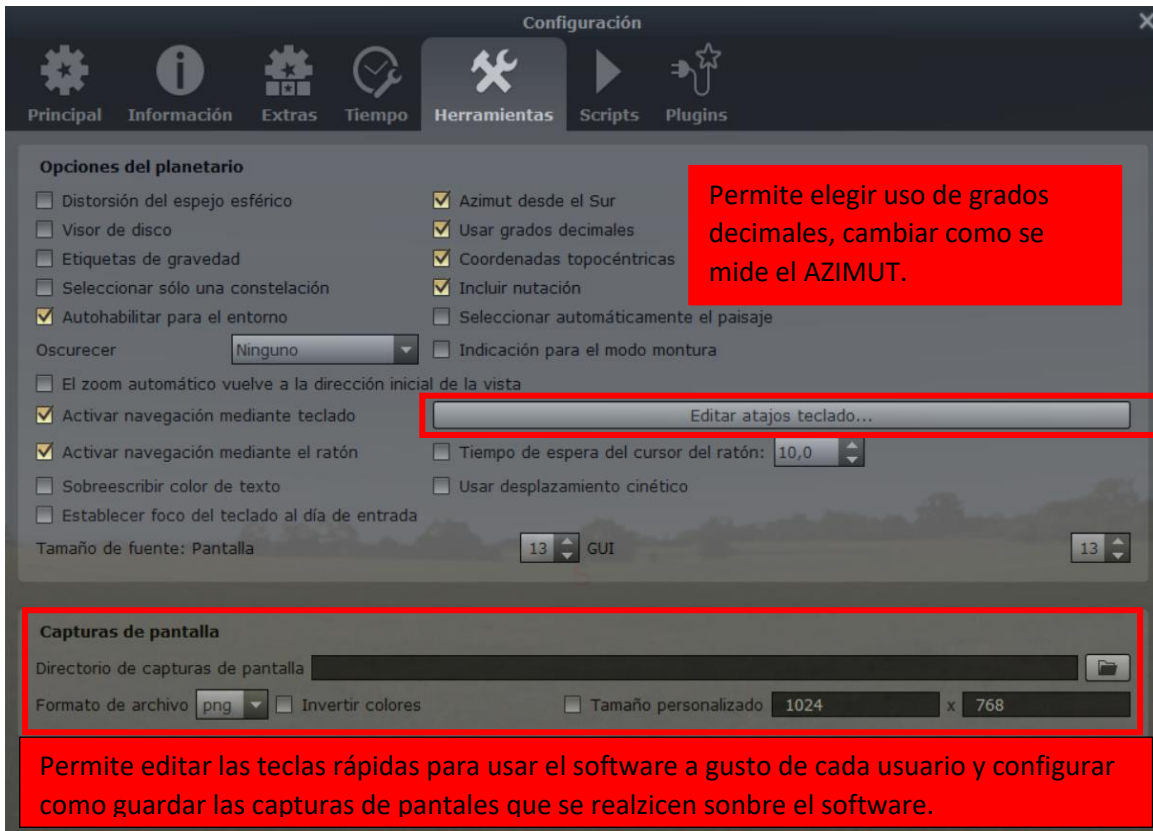 Configuración
Principal Información Extras Tiempo Herramientas Scripts Plugins
Opciones del planetario
Distorsión del espejo esférico
Azimut desde el Sur
Visor de disco
Usar grados decimales
Etiquetas de gravedad
Coordenadas topocéntricas
Seleccionar sólo una constelación
Incluir nutación
Autohabilitar para el entorno
Seleccionar automáticamente el paisaje
Oscurecer Ninguno
Indicación para el modo montura
El zoom automático vuelve a la dirección inicial de la vista
Activar navegación mediante teclado
Editar atajos teclado...
Activar navegación mediante el ratón
Tiempo de espera del cursor del ratón: 10,0
Sobreescribir color de texto
Usar desplazamiento cinético
Establecer foco del teclado al día de entrada
Tamaño de fuente: Pantalla 13 GUI 13
Permite elegir uso de grados
decimales, cambiar como se
mide el AZIMUT.
Capturas de pantalla
Directorio de capturas de pantalla
Formato de archivo png Invertir colores Tamaño personalizado 1024 x 768
Permite editar las teclas rápidas para usar el software a gusto de cada usuario y configurar
como guardar las capturas de pantales que se realzicen sonbre el software.